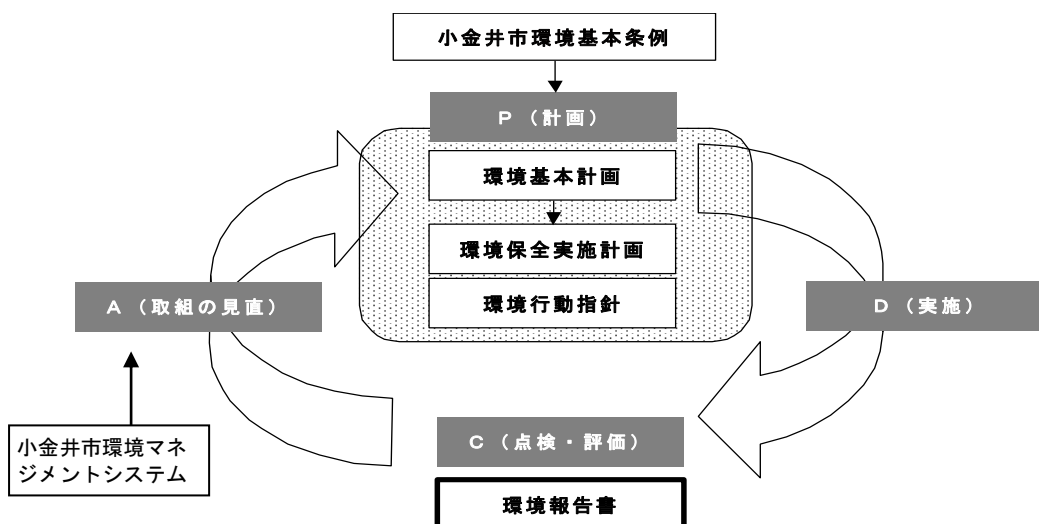 小金井市環境基本条例
P（計画）
環境基本計画
環境保全実施計画
環境行動指針
A（取組の見直）
D（実施）
小金井市環境マネ
ジメントシステム
C（点検・評価）
環境報告書